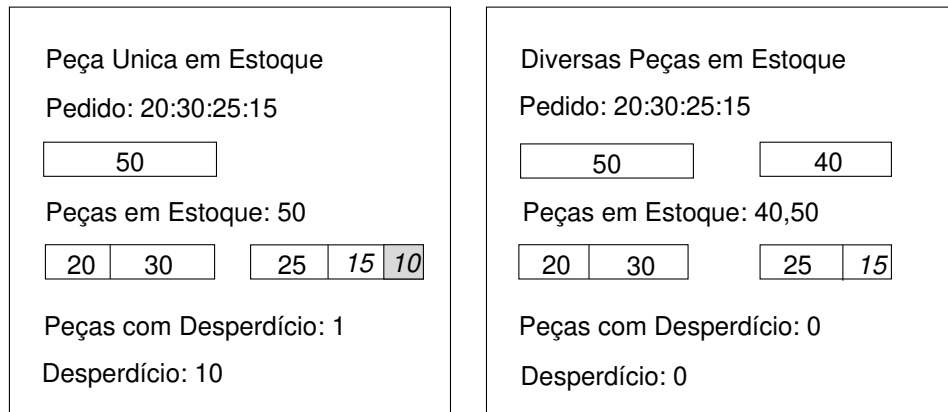 Peça Unica em Estoque
Pedido: 20:30:25:15
50
Peças em Estoque: 50
20 30 25 15 10
Peças com Desperdício: 1
Desperdício: 10
Diversas Peças em Estoque
Pedido: 20:30:25:15
50 40
Peças em Estoque: 40,50
20 30 25 15
Peças com Desperdício: 0
Desperdício: 0